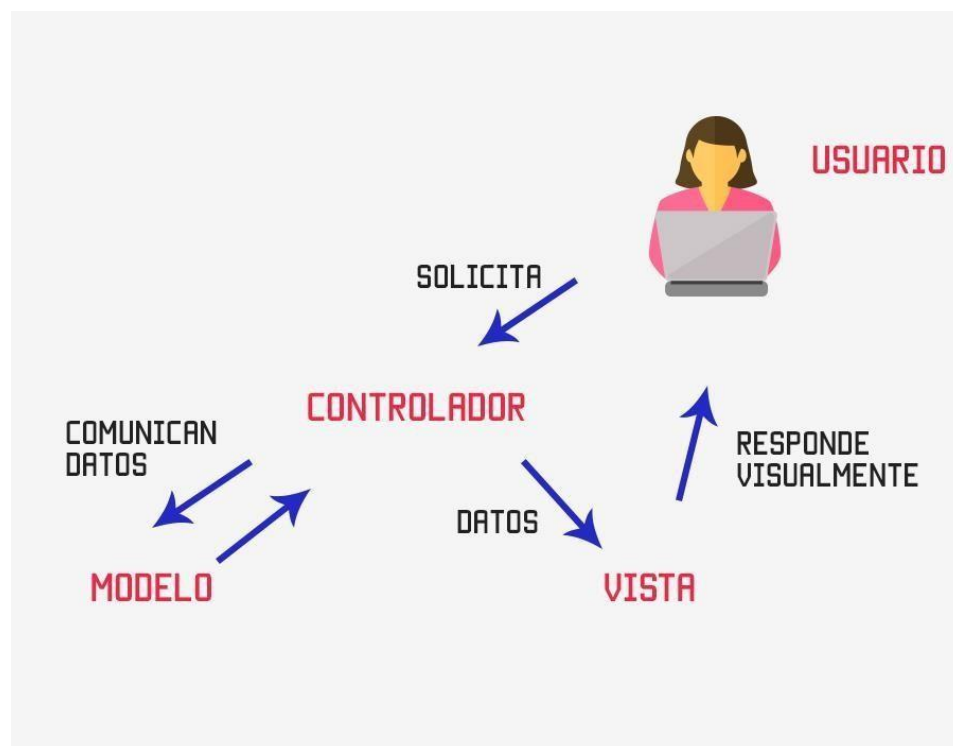 USUARIO
SOLICITA
CONTROLADOR
COMUNICAN
DATOS
RESPONDE
VISUALMENTE
DATOS
MODELO
VISTA